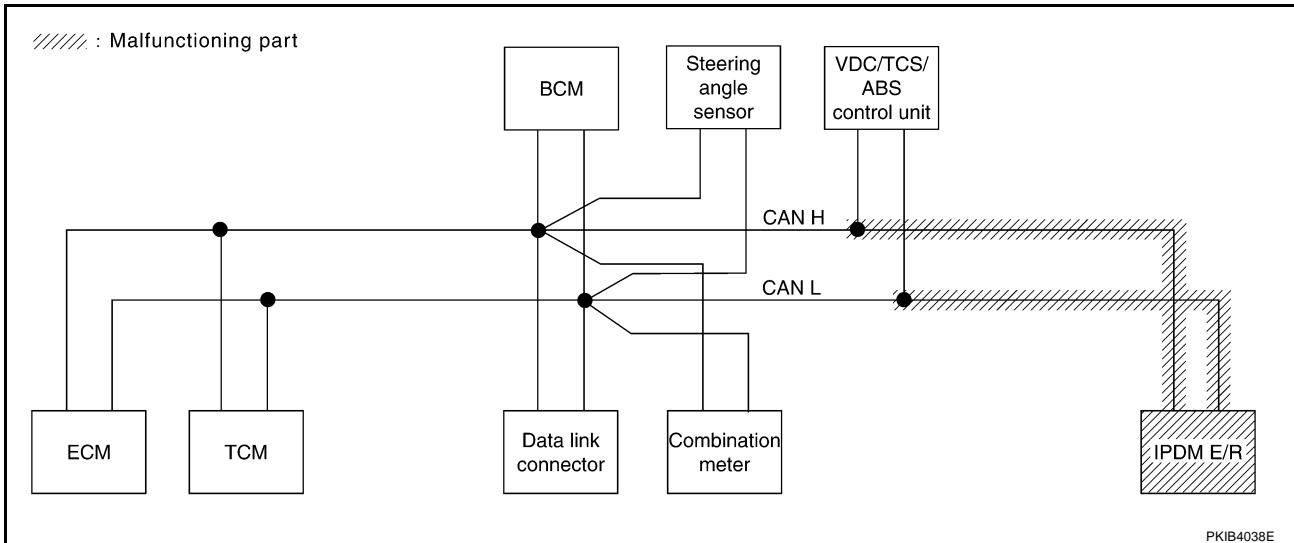 : Malfunctioning part
BCM
Steering
angle
sensor
VDC/TCS/
ABS
control unit
CAN H
CAN L
ECM
TCM
Data link
connector
Combination
meter
IPDM E/R
PKIB4038E